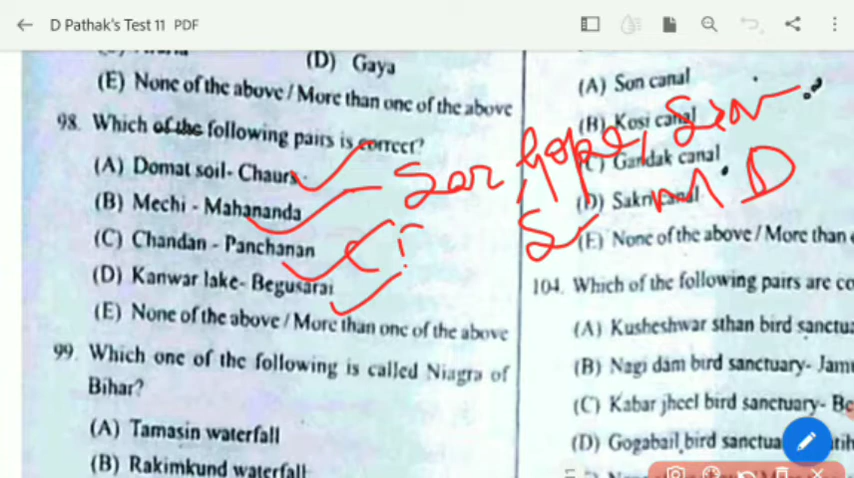 D Pathak's Test 11 PDF
(D) Gaya
(E) None of the above / More than one of the above
98. Which of the following pairs is correct?
(A) Domat soil- Chaurs
(B) Mechi - Mahananda
(C) Chandan - Panchanan
(D) Kanwar lake- Begusarai
(E) None of the above / More than one of the above
99. Which one of the following is called Niagra of
Bihar?
(A) Tamasin waterfall
(B) Rakimkund waterfall
(A) Son canal
(B) Kosi canal
(C) Gandak canal
(D) Sakri canal
(E) None of the above / More than
104. Which of the following pairs are co
(A) Kusheshwar sthan bird sanctua
(B) Nagi dam bird sanctuary- Jam
(C) Kabar jheel bird sanctuary- Be
(D) Gogabail bird sanctua
M.D